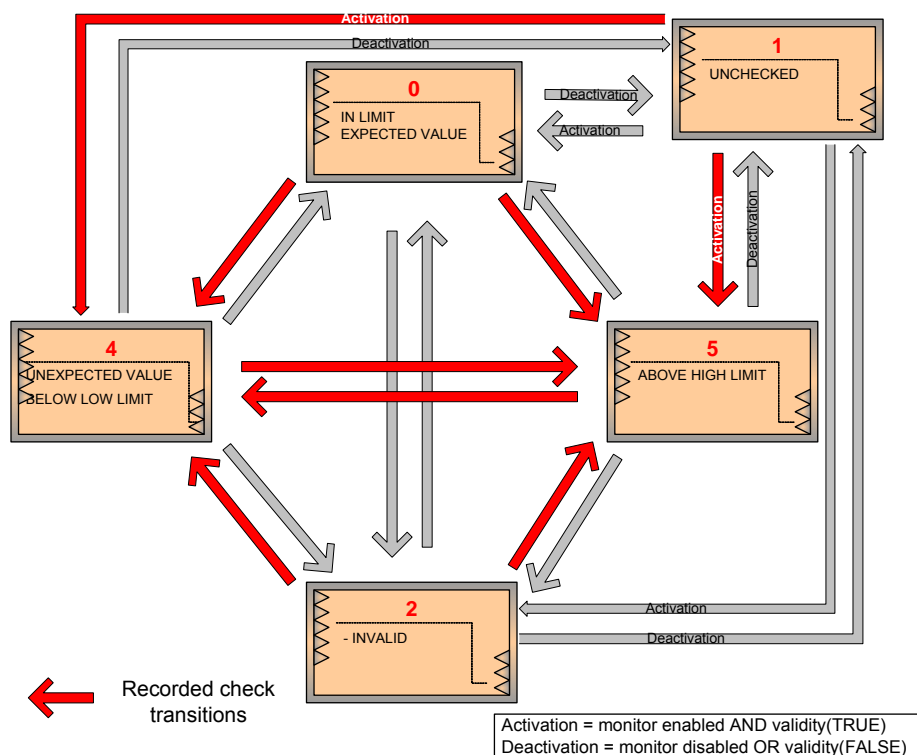 Activation
Deactivation
1
UNCHECKED
0
IN LIMIT
EXPECTED VALUE
Deactivation
Activation
Activation
Deactivation
4
UNEXPECTED VALUE
BELOW LOW LIMIT
5
ABOVE HIGH LIMIT
2
- INVALID
Activation
Deactivation
Recorded check
transitions
Activation = monitor enabled AND validity(TRUE)
Deactivation = monitor disabled OR validity(FALSE)